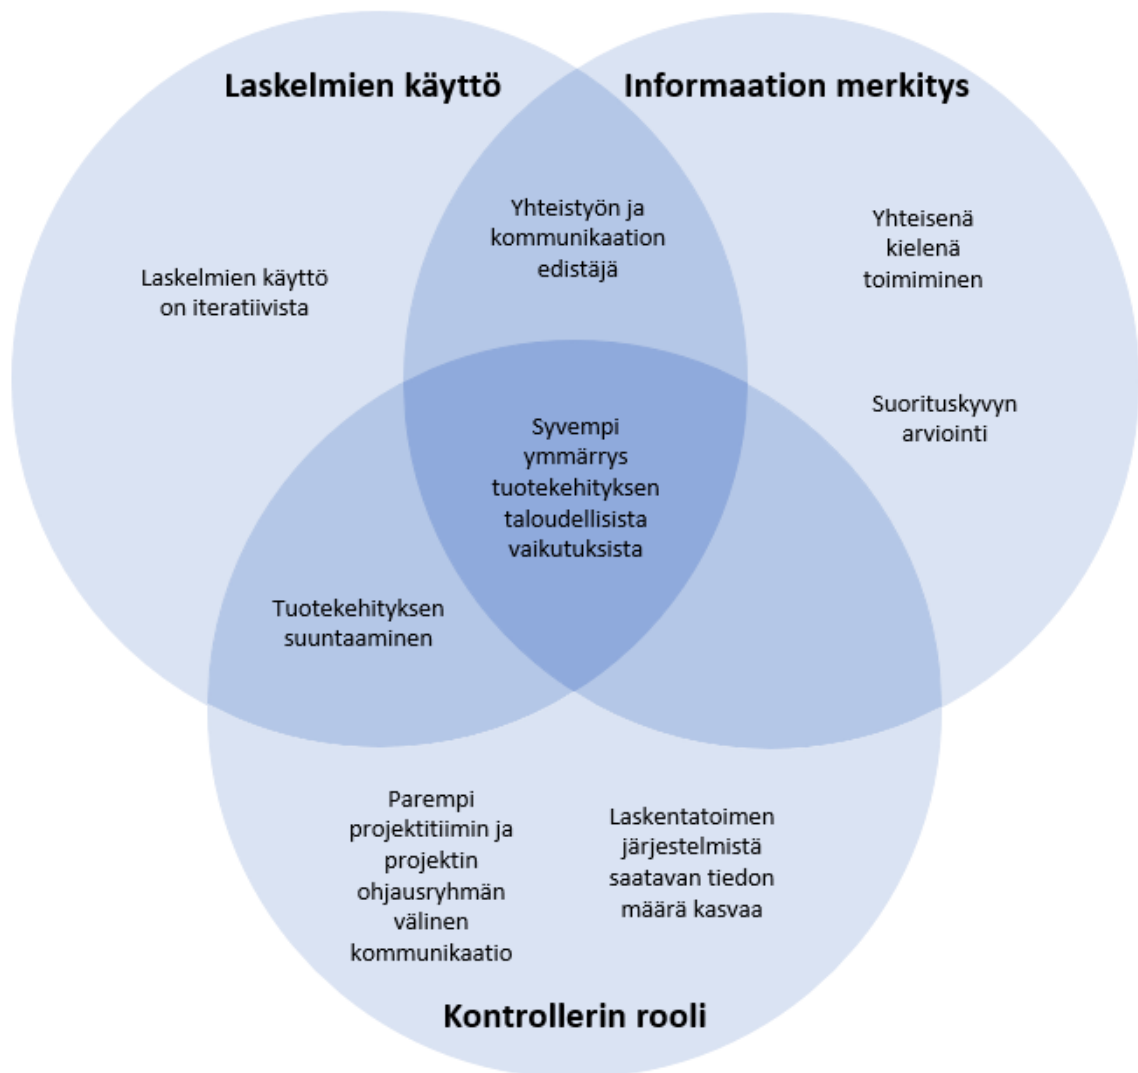 Laskelmien käyttö
Informaation merkitys
Yhteistyön ja
kommunikaation
edistäjä
Yhteisenä
kielenä
toimiminen
Laskelmien käyttö
on iteratiivista
Suorituskyvyn
arviointi
Syvempi
ymmärrys
tuotekehityksen
taloudellisista
vaikutuksista
Tuotekehityksen
suuntaaminen
Parempi
projektitiimin ja
projektin
ohjausryhmän
välinen
kommunikaatio
Laskentatoimen
järjestelmistä
saatavan tiedon
määrä kasvaa
Kontrollerin rooli